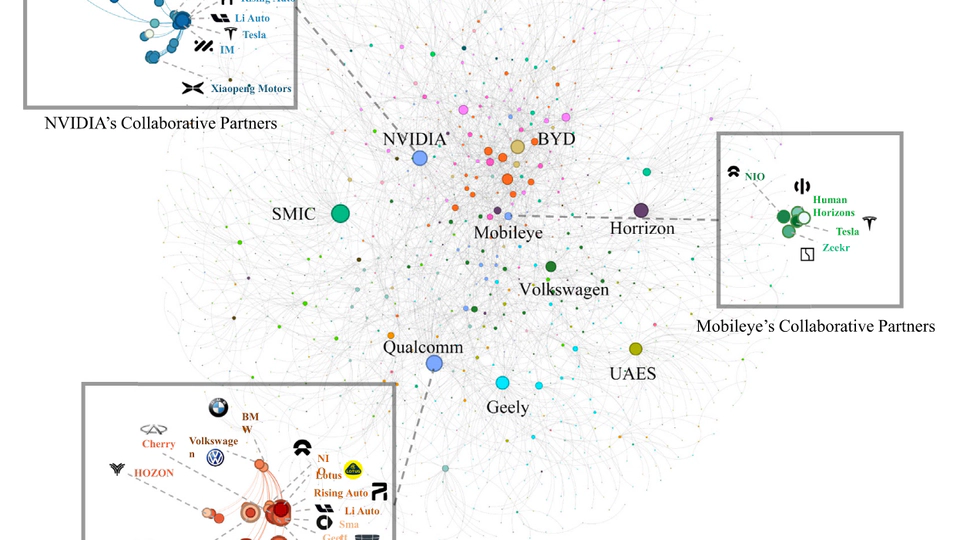 Rising Auto
Li Auto
Tesla
IM
Xiaopeng Motors
NVIDIA’s Collaborative Partners
NVIDIA
BYD
SMIC
Mobileye
Horrizon
Volkswagen
Qualcomm
UAES
Geely
NIO
Human
Horizons
Tesla
Zeekr
Mobileye’s Collaborative Partners
BM
W
Cherry
Volkswage
n
HOZON
NI
O
Lotus
LOTUS
Rising Auto
Li Auto
Sma